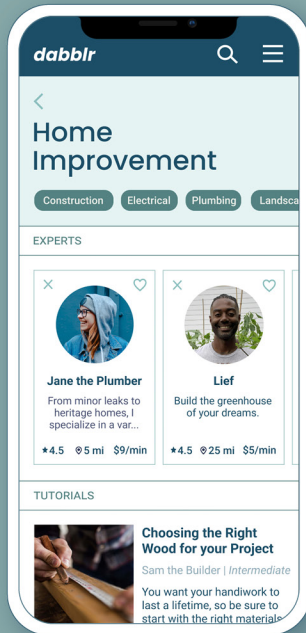 dabblr
Home
Improvement
Construction
Electrical
Plumbing
Landsca
EXPERTS
Jane the Plumber
From minor leaks to
heritage homes, I
specialize in a var...
★4.5 5 mi $9/min
Lief
Build the greenhouse
of your dreams.
★4.5 25 mi $5/min
TUTORIALS
Choosing the Right
Wood for your Project
Sam the Builder | Intermediate
You want your handwork to
last a lifetime, so be sure to
start with the right materials